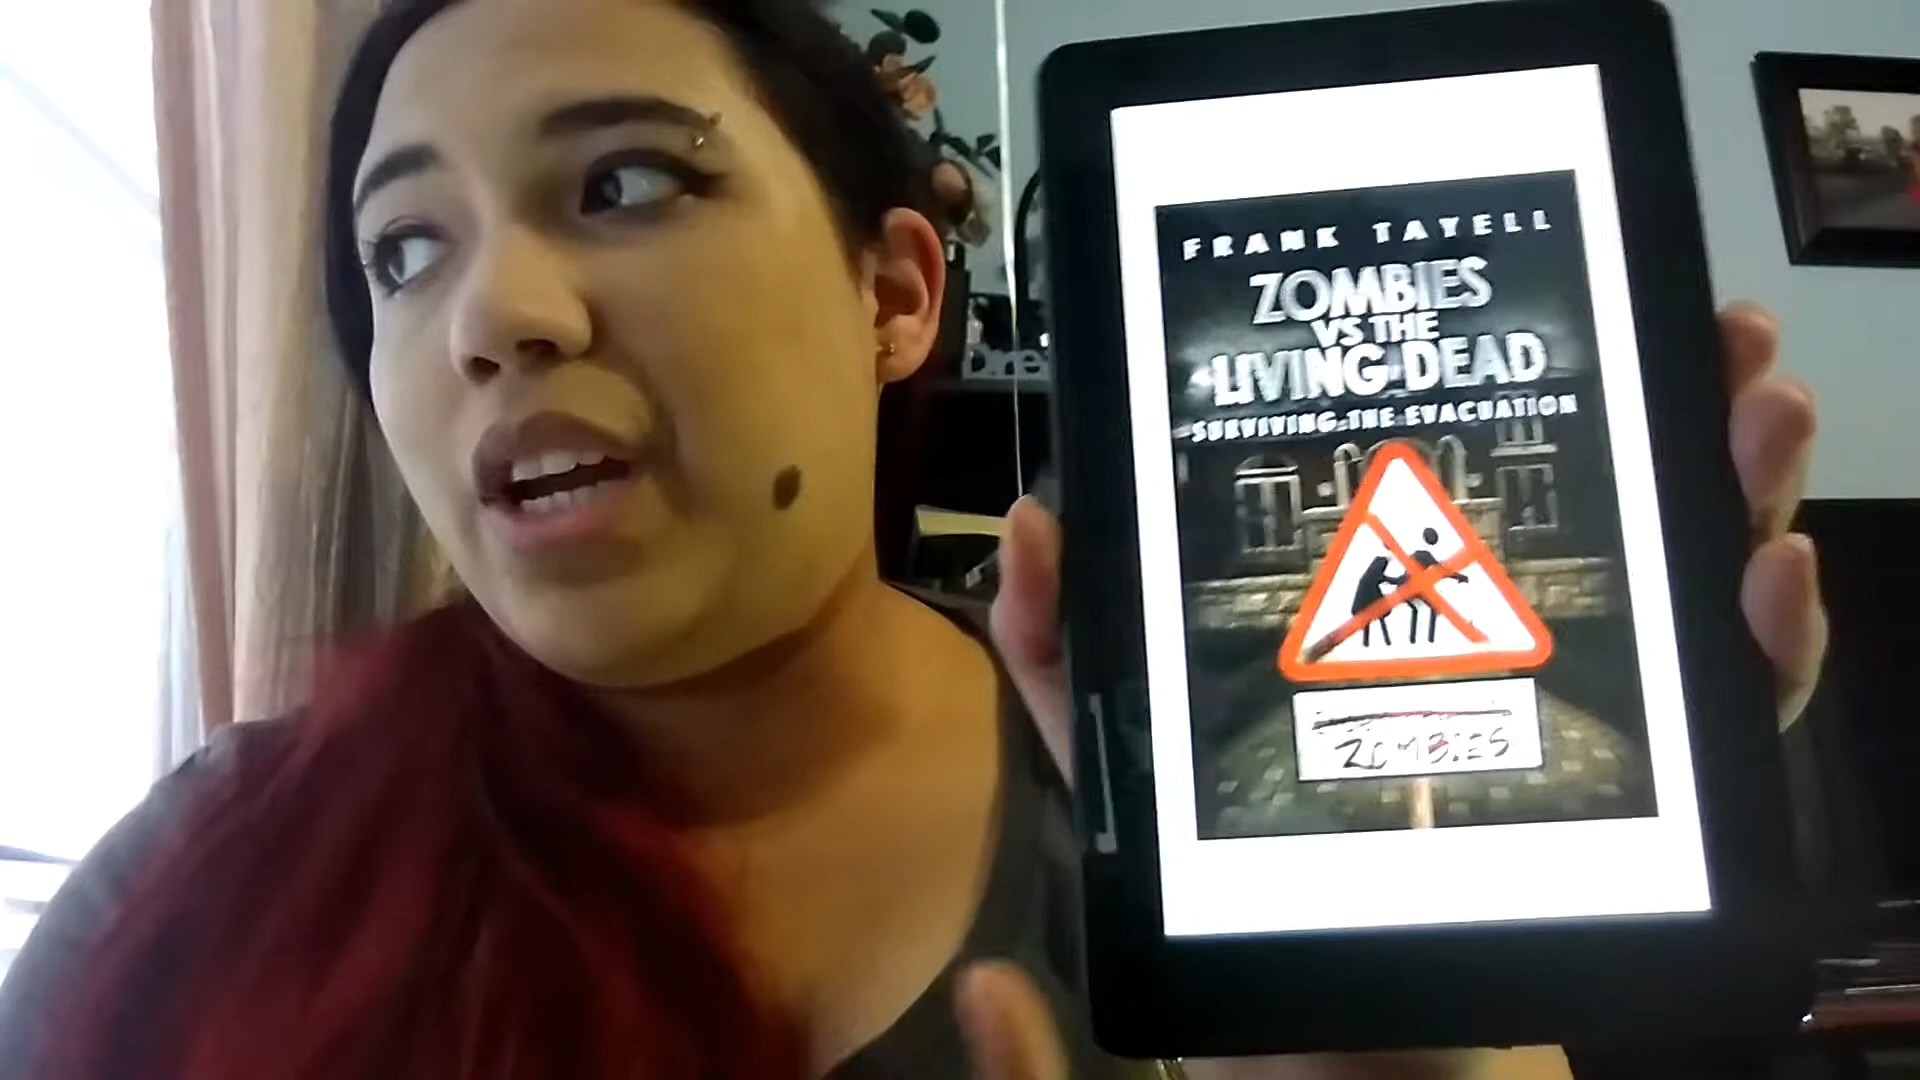 FRANK TAYELL
ZOMBIES
VS THE
LIVING DEAD
SURVIVING THE EVACUATION
ZOMBIES